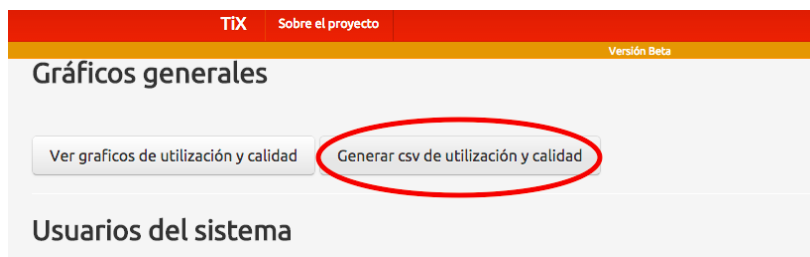 TiX Sobre el proyecto
Versión Beta
Gráficos generales
Ver graficos de utilización y calidad Generar csv de utilización y calidad
Usuarios del sistema